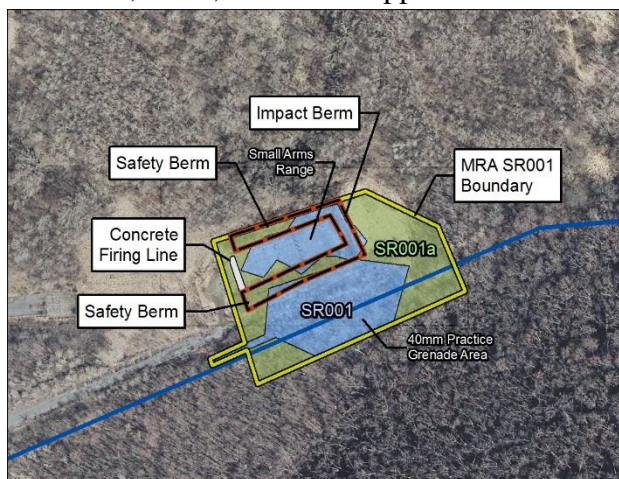 Impact Berm
Safety Berm
Small Arms
Range
MRA SR001
Boundary
Concrete
Firing Line
SR001a
Safety Berm
SR001
40mm Practice
Grenade Area